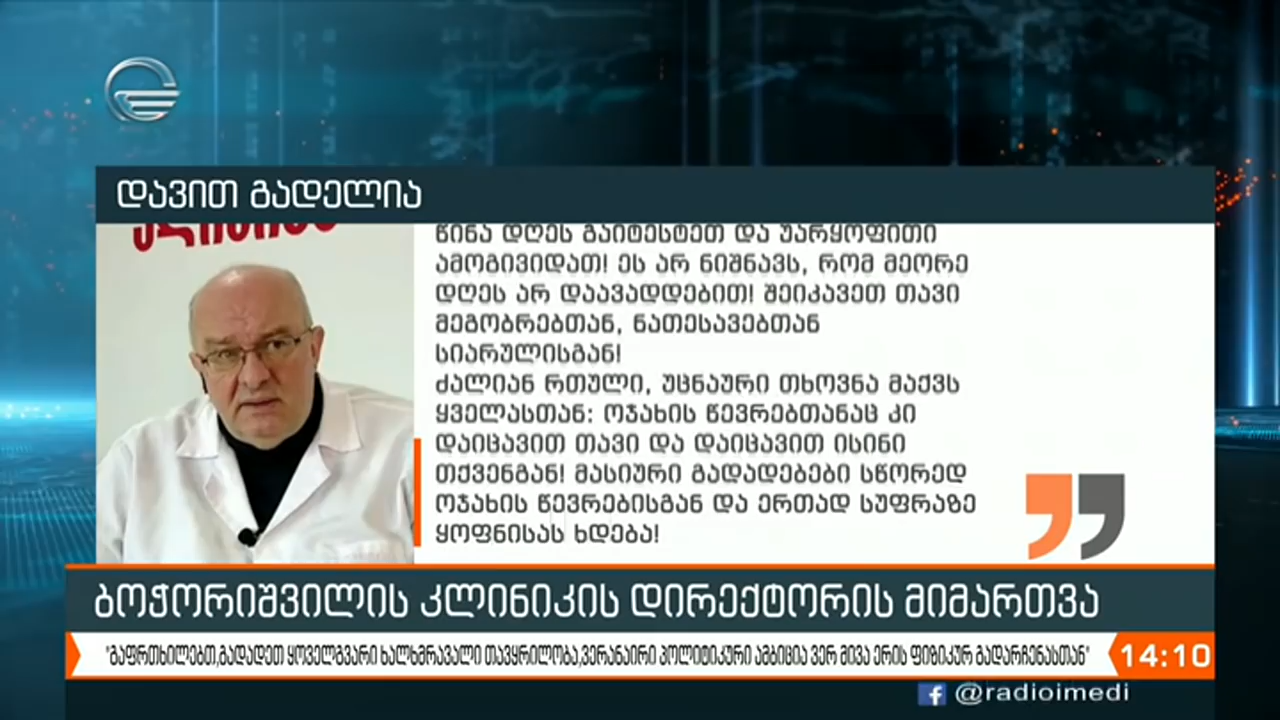 დავით გადელია
წინა დღეს გაიტესტეთ და უარყოფითი
ამოგივიდათ! ეს არ ნიშნავს, რომ მეორე
დღეს არ დაავადდებით! შეიკავეთ თავი
მეგობრებთან, ნათესავებთან
სიარულისგან!
ძალიან რთული, უცნაური თხოვნა მაქვს
ყველასთან: ოჯახის წევრებთანაც კი
დაიცავით თავი და დაიცავით ისინი
თქვენგან! მასიური გადადებები სწორედ
ოჯახის წევრებისგან და ერთად სუფრაზე
ყოფნისას ხდება!
ბოჭორიშვილის კლინიკის დირექტორის მიმართვა
"გაფრთხილებთ,გადადეთ ყოველგვარი ხალხმრავალი თავყრილობა,ვერანაირი პოლიტიკური ამბიცია ვერ მივა ერის ფიზიკურ გადარჩენასთან"
14:10
@radioimedi